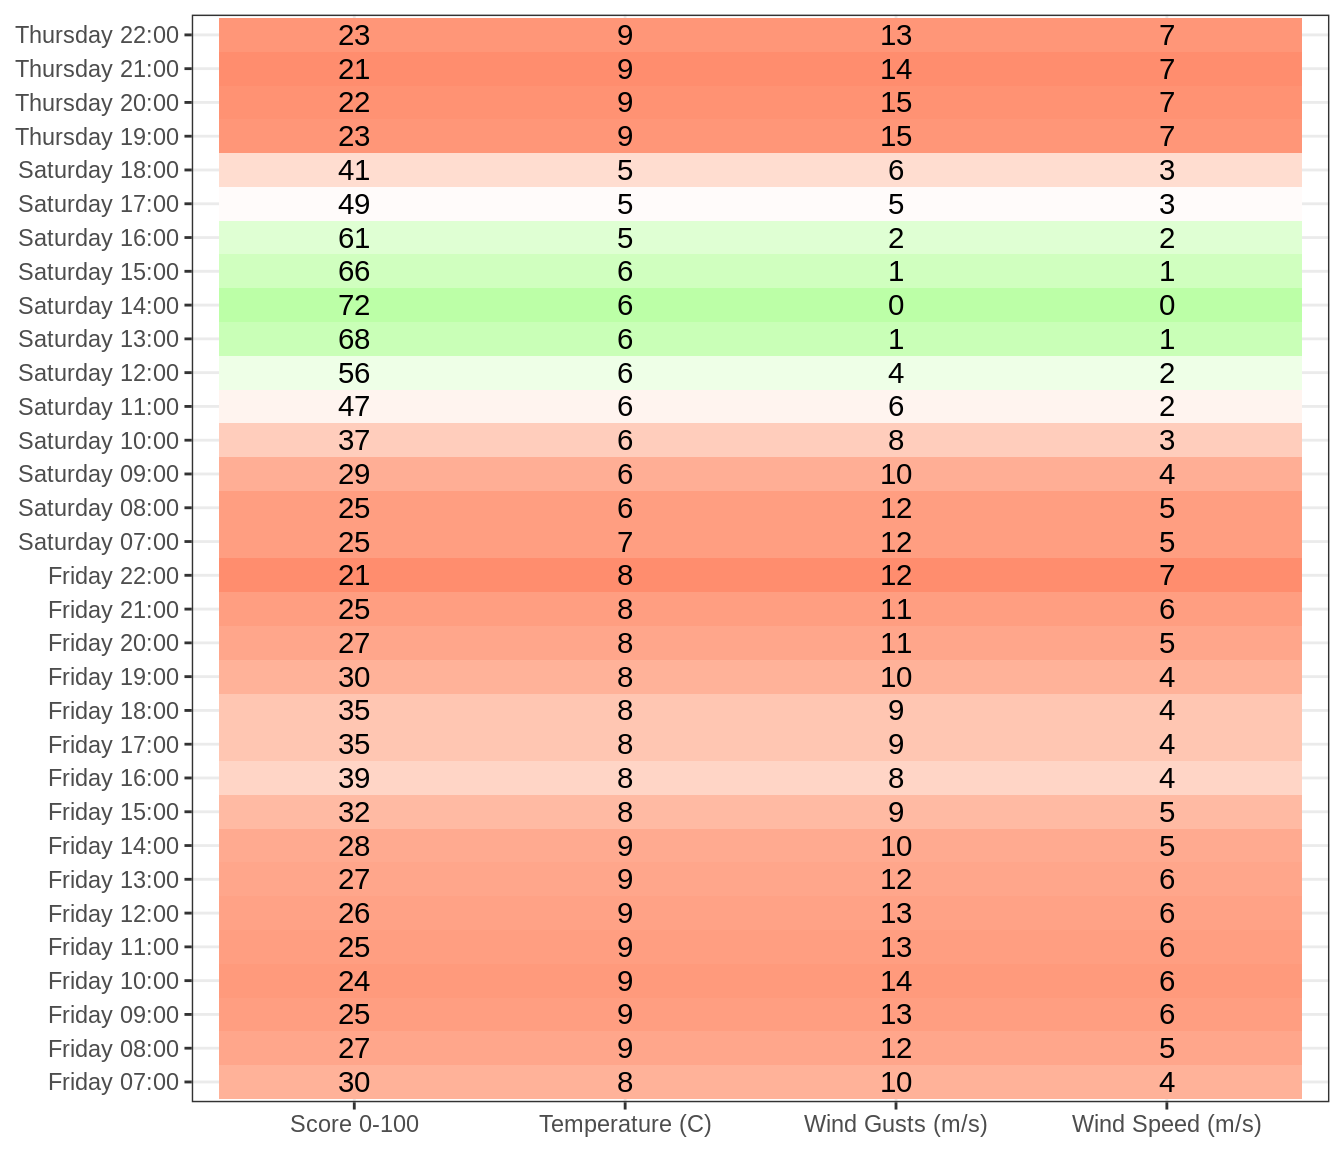 Thursday 22:00 23 9 13 7
Thursday 21:00 21 9 14 7
Thursday 20:00 22 9 15 7
Thursday 19:00 23 9 15 7
Saturday 18:00 41 5 6 3
Saturday 17:00 49 5 5 3
Saturday 16:00 61 5 2 2
Saturday 15:00 66 6 1 1
Saturday 14:00 72 6 0 0
Saturday 13:00 68 6 1 1
Saturday 12:00 56 6 4 2
Saturday 11:00 47 6 6 2
Saturday 10:00 37 6 8 3
Saturday 09:00 29 6 10 4
Saturday 08:00 25 6 12 5
Saturday 07:00 25 7 12 5
Friday 22:00 21 8 12 7
Friday 21:00 25 8 11 6
Friday 20:00 27 8 11 5
Friday 19:00 30 8 10 4
Friday 18:00 35 8 9 4
Friday 17:00 35 8 9 4
Friday 16:00 39 8 8 4
Friday 15:00 32 8 9 5
Friday 14:00 28 9 10 5
Friday 13:00 27 9 12 6
Friday 12:00 26 9 13 6
Friday 11:00 25 9 13 6
Friday 10:00 24 9 14 6
Friday 09:00 25 9 13 6
Friday 08:00 27 9 12 5
Friday 07:00 30 8 10 4
Score 0-100 Temperature (C) Wind Gusts (m/s) Wind Speed (m/s)